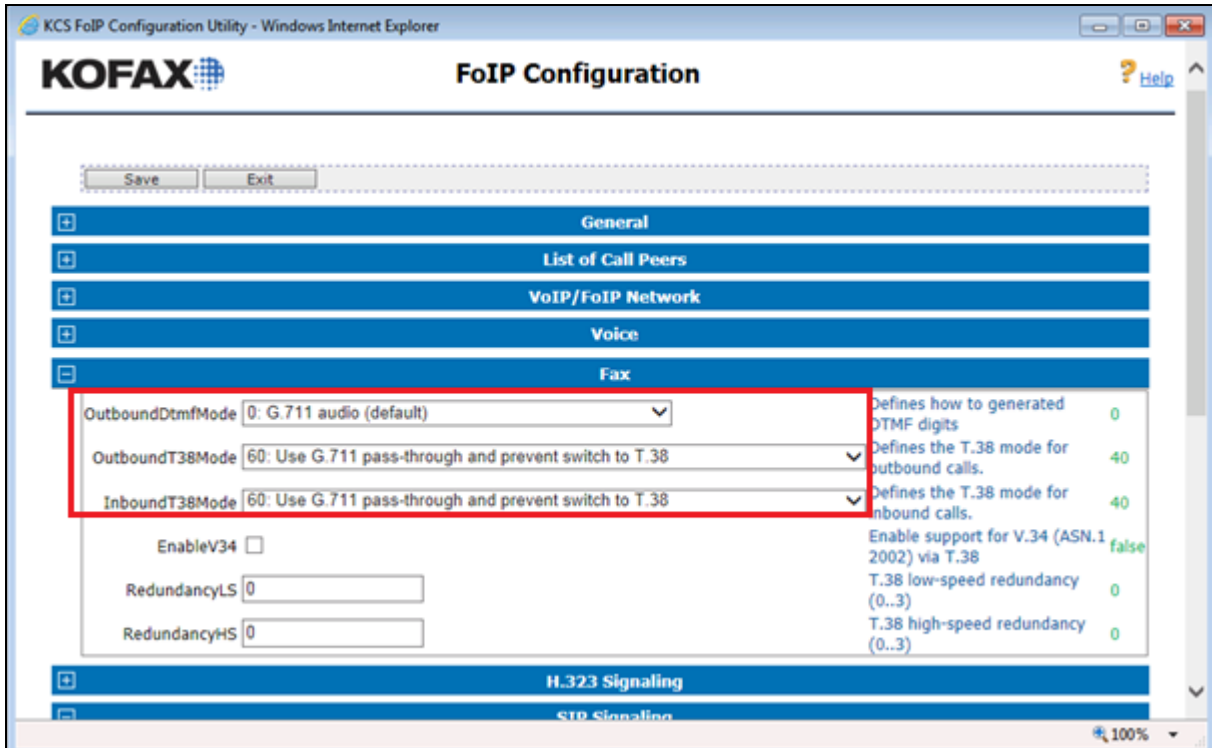 KCS FoIP Configuration Utility - Windows Internet Explorer
KOFAX
FoIP Configuration
? Help
Save Exit
General
List of Call Peers
VoIP/FoIP Network
Voice
Fax
OutboundDtmfMode 0: G.711 audio (default) Defines how to generated DTMF digits 0
OutboundT38Mode 60: Use G.711 pass-through and prevent switch to T.38 Defines the T.38 mode for outbound calls. 40
InboundT38Mode 60: Use G.711 pass-through and prevent switch to T.38 Defines the T.38 mode for inbound calls. 40
EnableV34 Enable support for V.34 (ASN.1 2002) via T.38 false
RedundancyLS 0 T.38 low-speed redundancy (0..3) 0
RedundancyHS 0 T.38 high-speed redundancy (0..3) 0
H.323 Signaling
SIP Signaling
100%